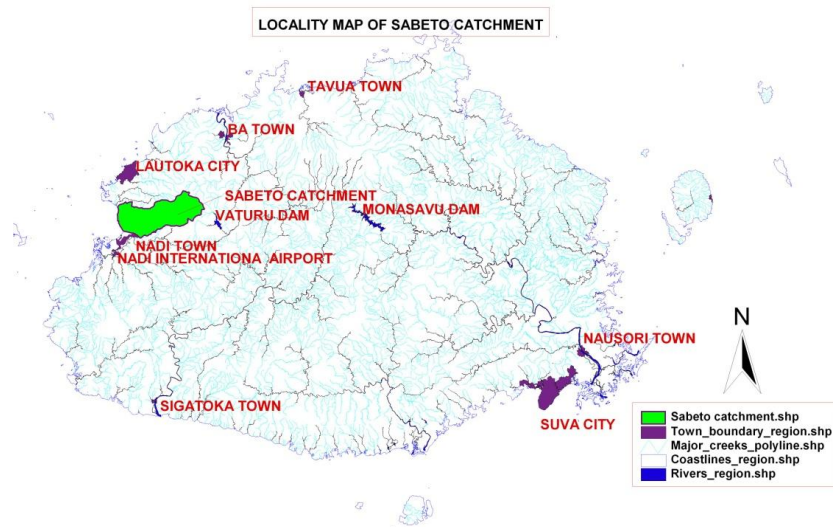 LOCALITY MAP OF SABETO CATCHMENT
TAVUA TOWN
BA TOWN
LAUTOKA CITY
SABETO CATCHMENT
MONASAVU DAM
VATURU DAM
NADI TOWN
NADI INTERNATIONA AIRPORT
N
NAUSORI TOWN
SIGATOKA TOWN
SUVA CITY
Sabeto catchment.shp
Town_boundary_region.shp
Major_creeks_polyline.shp
Coastlines_region.shp
Rivers_region.shp